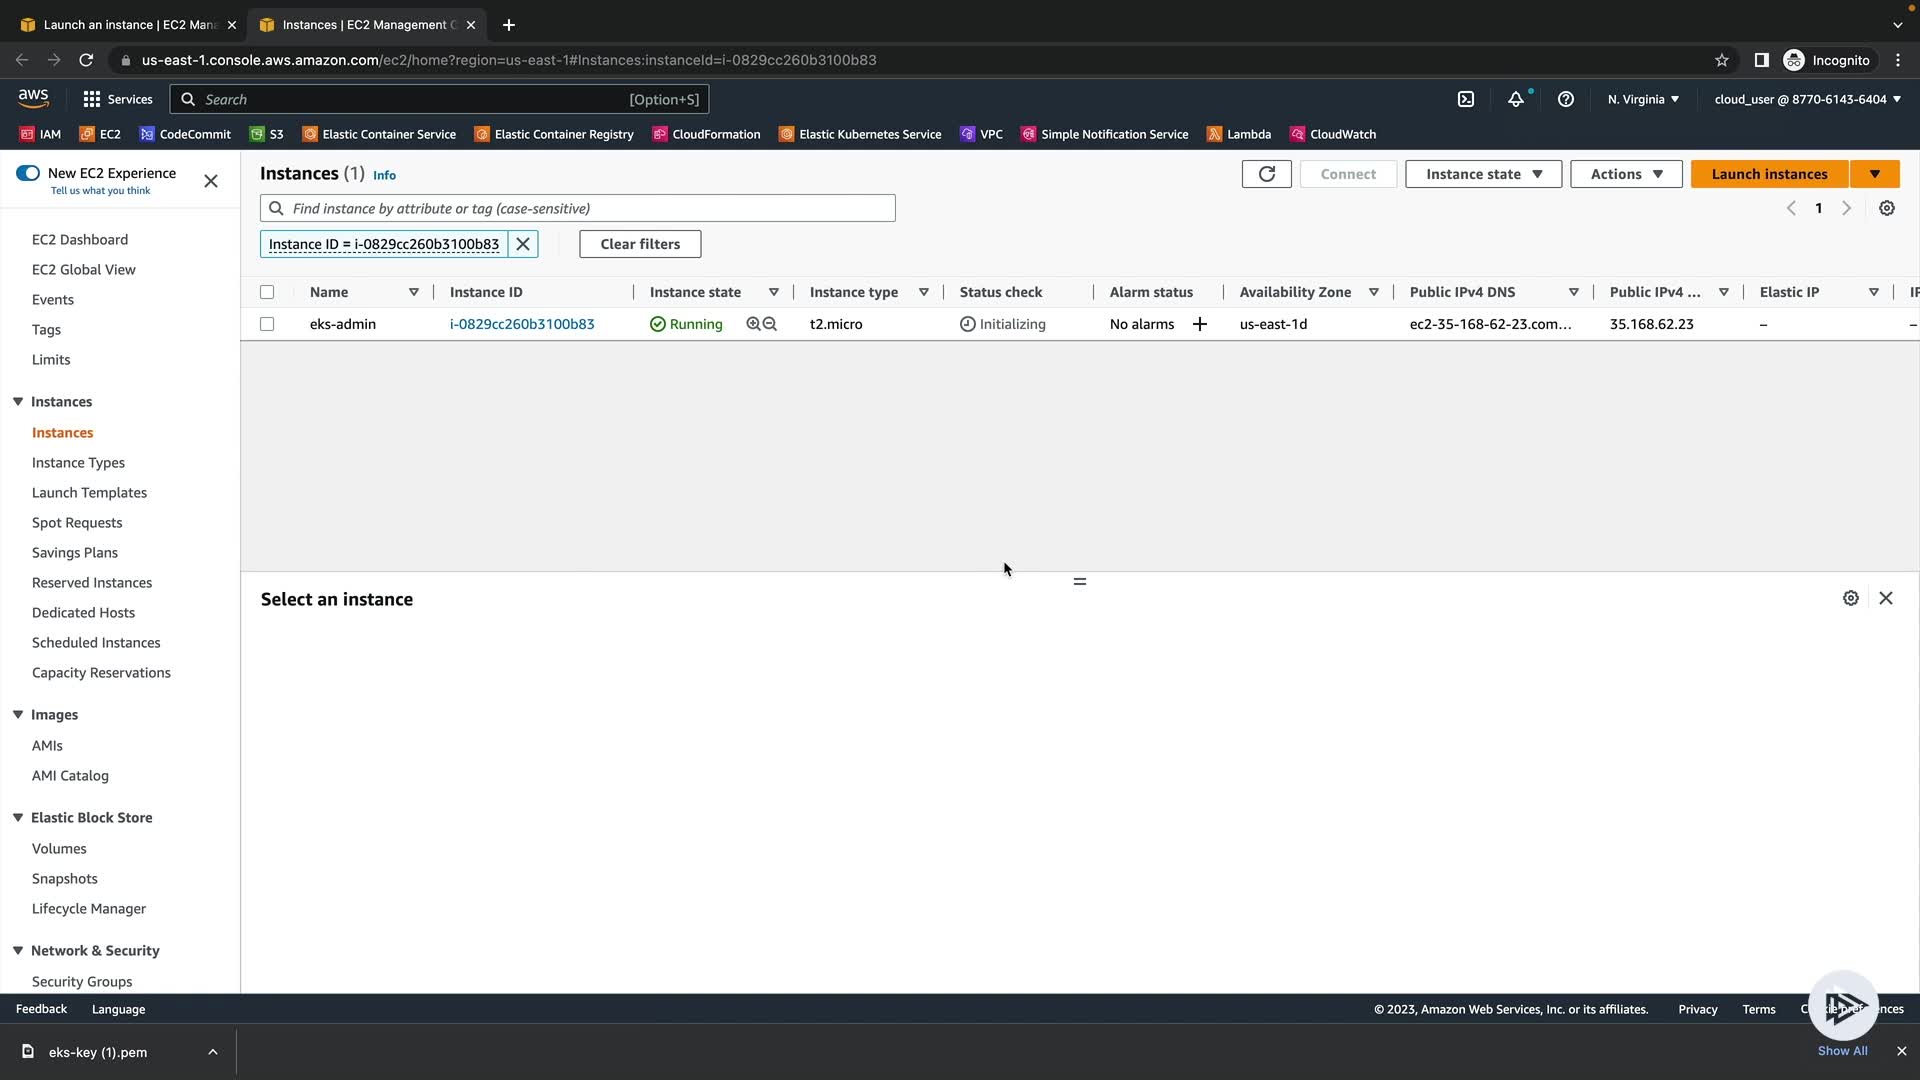 Launch an instance | EC2 Mana
Instances | EC2 Management C
us-east-1.console.aws.amazon.com/ec2/home?region=us-east-1#Instances:instanceId=i-0829cc260b3100b83
Incognito
aws
Services
Search
[Option+S]
N. Virginia
cloud_user @ 8770-6143-6404
IAM
EC2
CodeCommit
S3
Elastic Container Service
Elastic Container Registry
CloudFormation
Elastic Kubernetes Service
VPC
Simple Notification Service
Lambda
CloudWatch
New EC2 Experience
Tell us what you think
EC2 Dashboard
EC2 Global View
Events
Tags
Limits
Instances
Instances
Instance Types
Launch Templates
Spot Requests
Savings Plans
Reserved Instances
Dedicated Hosts
Scheduled Instances
Capacity Reservations
Images
AMIs
AMI Catalog
Elastic Block Store
Volumes
Snapshots
Lifecycle Manager
Network & Security
Security Groups
Instances (1) Info
Connect
Instance state
Actions
Launch instances
Find instance by attribute or tag (case-sensitive)
1
Instance ID = i-0829cc260b3100b83
Clear filters
Name
Instance ID
Instance state
Instance type
Status check
Alarm status
Availability Zone
Public IPv4 DNS
Public IPv4 ...
Elastic IP
eks-admin
i-0829cc260b3100b83
Running
t2.micro
Initializing
No alarms
us-east-1d
ec2-35-168-62-23.com...
35.168.62.23
–
–
Select an instance
Feedback
Language
© 2023, Amazon Web Services, Inc. or its affiliates.
Privacy
Terms
eks-key (1).pem
Show All